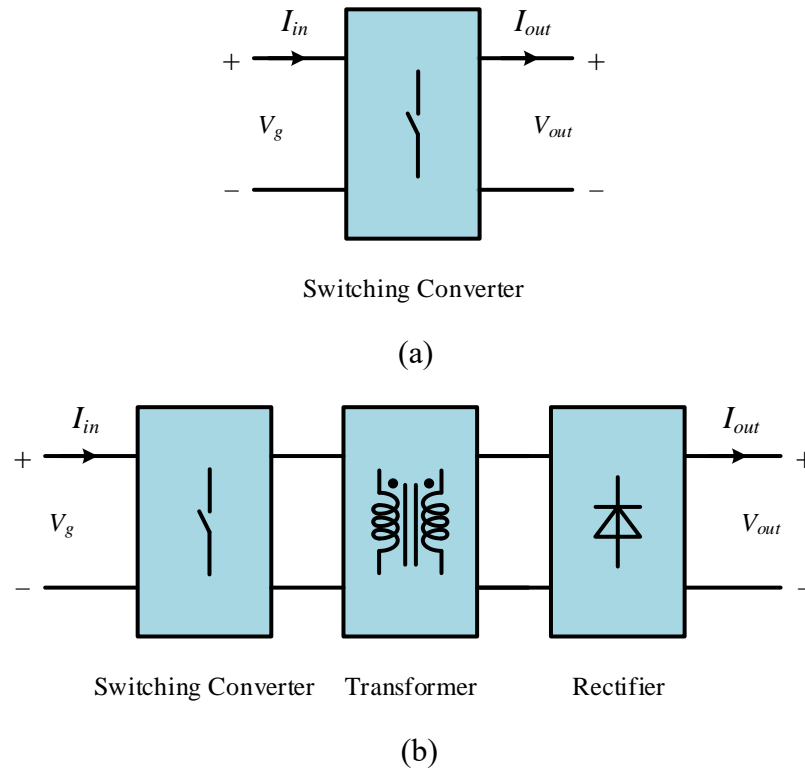 I_in I_out
+ +
V_g V_out
− −
Switching Converter
(a)
I_in I_out
+ +
V_g V_out
− −
Switching Converter Transformer Rectifier
(b)